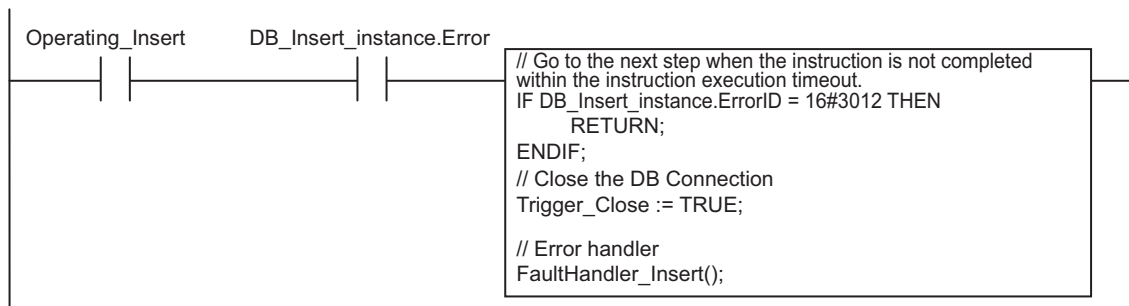 Operating_Insert DB_Insert_instance.Error
// Go to the next step when the instruction is not completed
within the instruction execution timeout.
IF DB_Insert_instance.ErrorID = 16#3012 THEN
RETURN;
ENDIF;
// Close the DB Connection
Trigger_Close := TRUE;
// Error handler
FaultHandler_Insert();